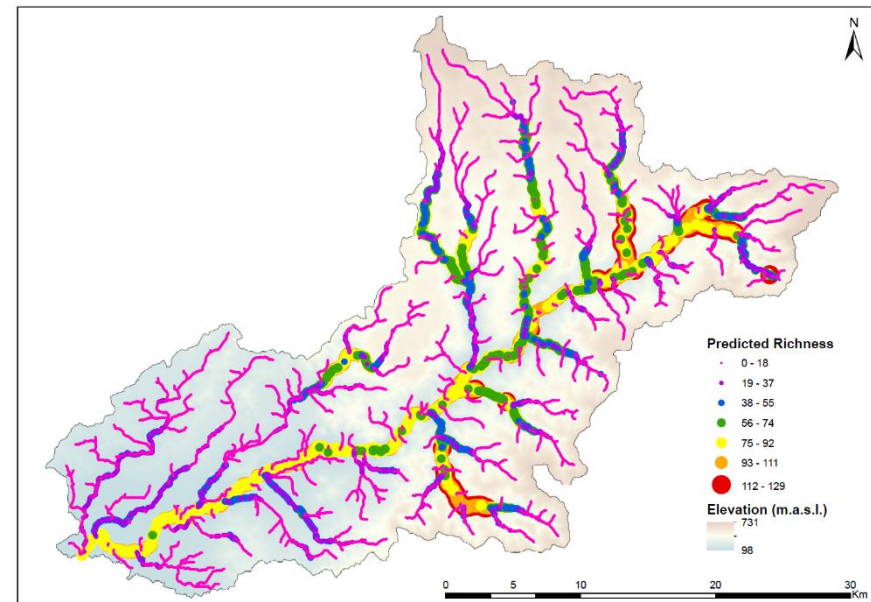 N
Predicted Richness
0 - 18
19 - 37
38 - 55
56 - 74
75 - 92
93 - 111
112 - 129
Elevation (m.a.s.l.)
731
98
0 5 10 20 30
Km